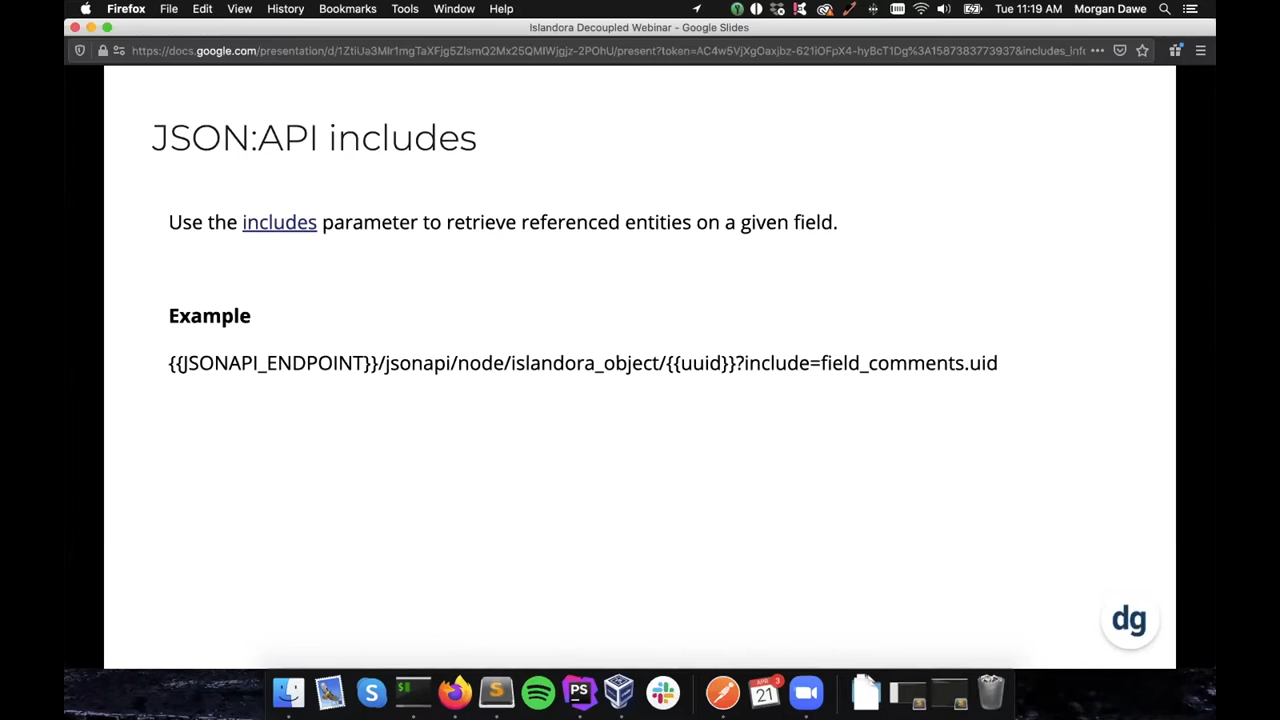 Firefox File Edit View History Bookmarks Tools Window Help Tue 11:19 AM Morgan Dawe
Islandora Decoupled Webinar - Google Slides
JSON:API includes
Use the includes parameter to retrieve referenced entities on a given field.
Example
{{JSONAPI_ENDPOINT}}/jsonapi/node/islandora_object/{{uuid}}?include=field_comments.uid
dg
PS
21